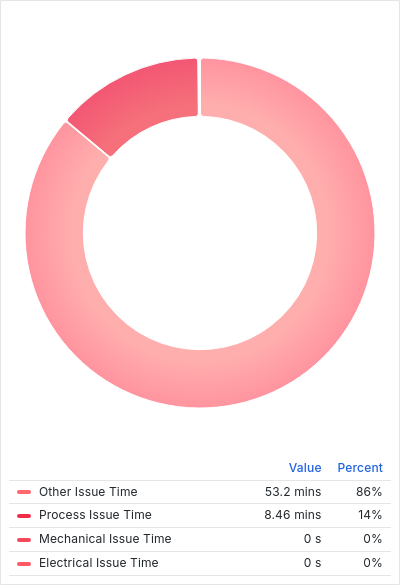 Value Percent
Other Issue Time 53.2 mins 86%
Process Issue Time 8.46 mins 14%
Mechanical Issue Time 0 s 0%
Electrical Issue Time 0 s 0%